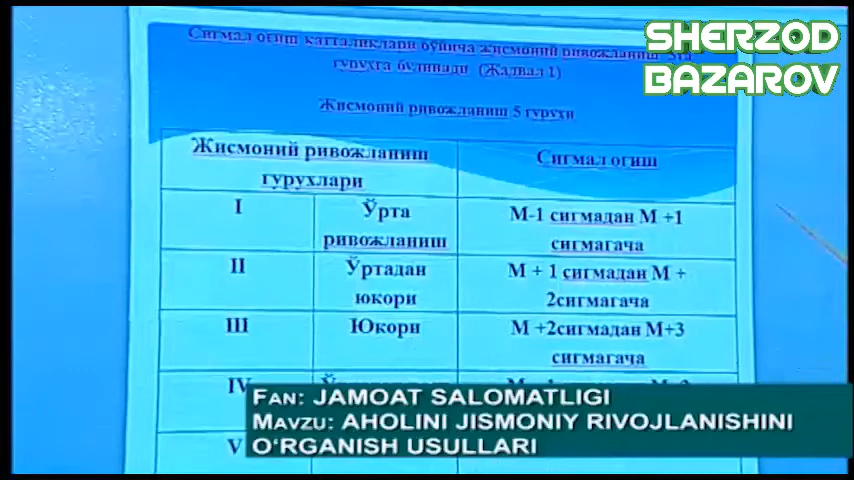 SHERZOD
BAZAROV
Сигмал огиш катталиклари бўйича жисмоний ривожланиш 5та
гурухга булинади (Жадвал 1)
Жисмоний ривожланиш 5 гурухи
Жисмоний ривожланиш
гурухлари
Сигмал огиш
I
Ўрта
ривожланиш
М-1 сигмадан М +1
сигмагача
II
Ўртадан
юкори
М + 1 сигмадан М +
2сигмагача
III
Юкори
М +2сигмадан М+3
сигмагача
IV
V
FAN: JAMOAT SALOMATLIGI
MAVZU: AHOLINI JISMONIY RIVOJLANISHINI
O‘RGANISH USULLARI